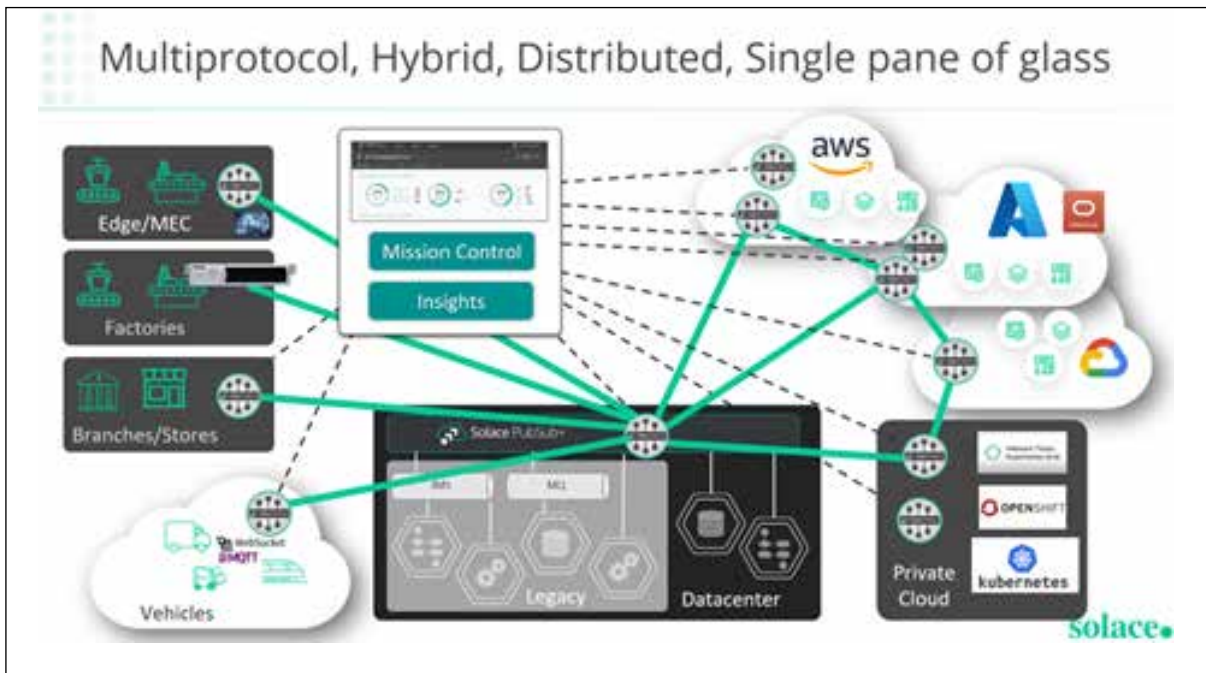 Multiprotocol, Hybrid, Distributed, Single pane of glass
Edge/MEC
Factories
Branches/Stores
Vehicles
WebSocket
MQTT
Mission Control
Insights
Solace PubSub+
Legacy
Datacenter
aws
Private
Cloud
OPENSHIFT
kubernetes
solace.